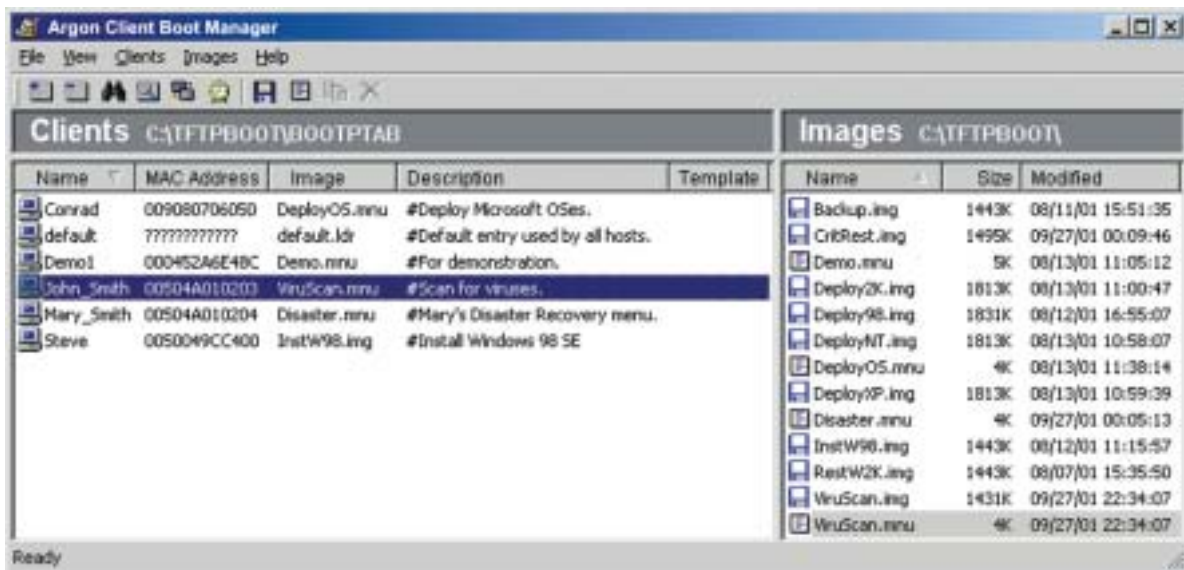 Argon Client Boot Manager
File View Clients Images Help
Clients C:\TFTPBOOT\BOOTPTAB
Name MAC Address Image Description Template
Conrad 009080706050 DeployOS.mnu #Deploy Microsoft OSes.
default ???????????? default.ldr #Default entry used by all hosts.
Demo1 000452A6E48C Demo.mnu #For demonstration.
John_Smith 00504A010203 ViruScan.mnu #Scan for viruses.
Mary_Smith 00504A010204 Disaster.mnu #Mary's Disaster Recovery menu.
Steve 0050049CC400 InstW98.img #Install Windows 98 SE
Images C:\TFTPBOOT\
Name Size Modified
Backup.img 1443K 08/11/01 15:51:35
CritRest.img 1495K 09/27/01 00:09:46
Demo.mnu 5K 08/13/01 11:05:12
Deploy2K.img 1813K 08/13/01 11:00:47
Deploy98.img 1831K 08/12/01 16:55:07
DeployNT.img 1813K 08/13/01 10:58:07
DeployOS.mnu 4K 08/13/01 11:38:14
DeployXP.img 1813K 08/13/01 10:59:39
Disaster.mnu 4K 09/27/01 00:05:13
InstW98.img 1443K 08/12/01 11:15:57
RestW2K.img 1443K 08/07/01 15:35:50
ViruScan.img 1431K 09/27/01 22:34:07
ViruScan.mnu 4K 09/27/01 22:34:07
Ready